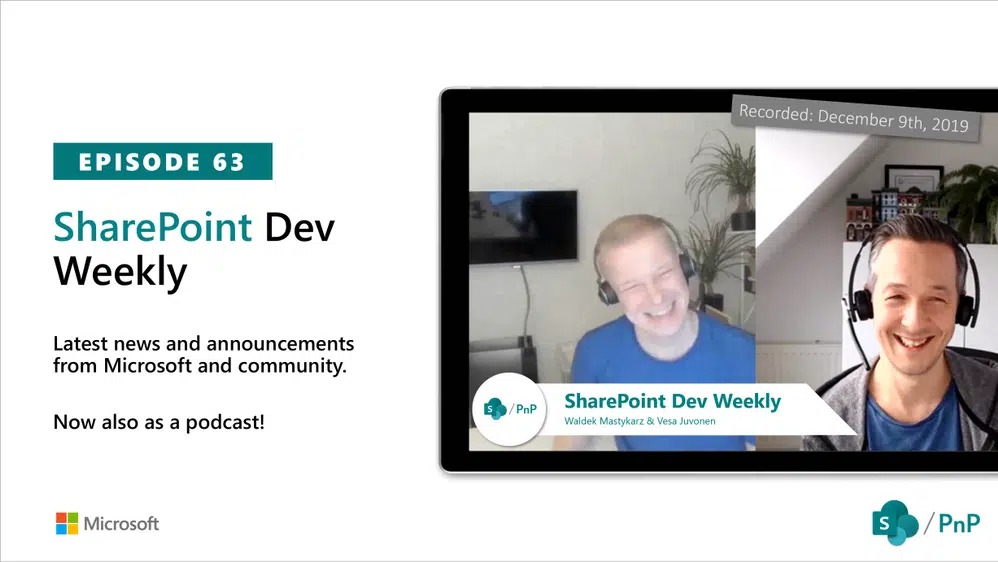 Recorded: December 9th, 2019
EPISODE 63
SharePoint Dev
Weekly
Latest news and announcements
from Microsoft and community.
Now also as a podcast!
S / PnP
SharePoint Dev Weekly
Waldek Mastykarz & Vesa Juvonen
Microsoft
S / PnP